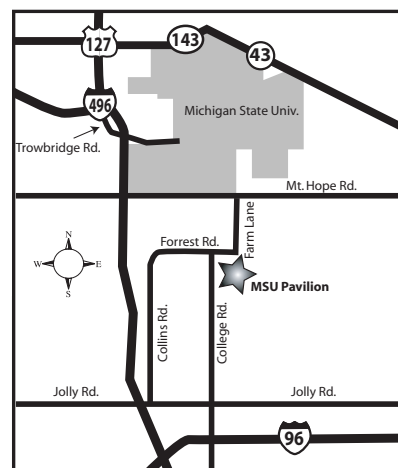 127
143
43
496
Michigan State Univ.
Trowbridge Rd.
Mt. Hope Rd.
Farm Lane
Forrest Rd.
N
W E
S
MSU Pavilion
Collins Rd.
College Rd.
Jolly Rd. Jolly Rd.
96